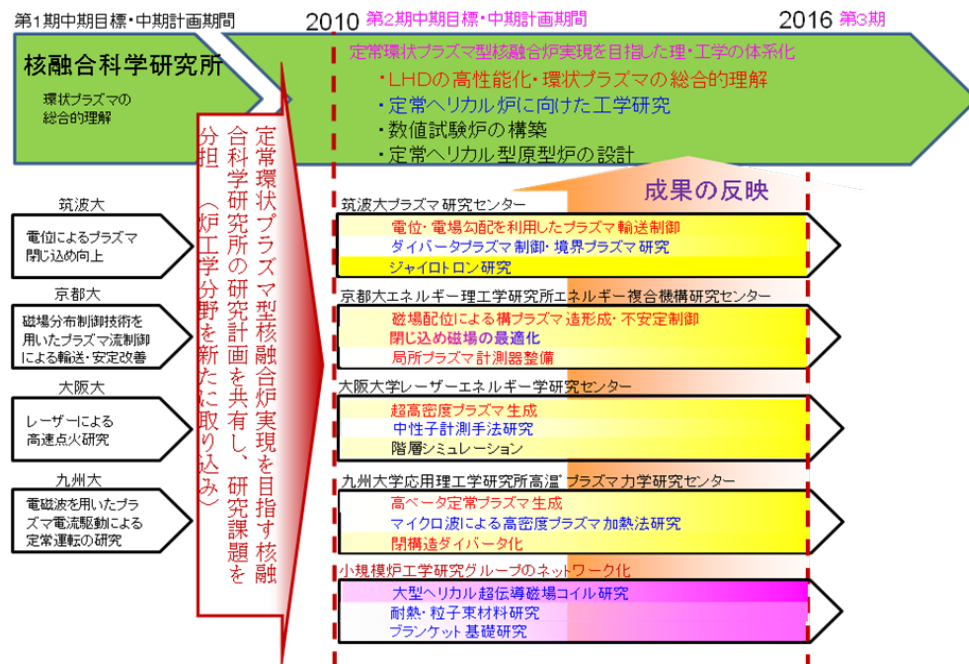 第1期中期目標・中期計画期間
2010
第2期中期目標・中期計画期間
2016
第3期
核融合科学研究所
環状プラズマの
総合的理解
定常環状プラズマ型核融合炉実現を目指した理・工学の体系化
・LHDの高性能化・環状プラズマの総合的理解
・定常ヘリカル炉に向けた工学研究
・数値試験炉の構築
・定常ヘリカル型原型炉の設計
成果の反映
定常環状プラズマ型核融合炉実現を目指す核融
合科学研究所の研究計画を共有し、研究課題を
分担 (炉工学分野を新たに取り込み)
筑波大
電位によるプラズマ
閉じ込め向上
京都大
磁場分布制御技術を
用いたプラズマ流制御
による輸送・安定改善
大阪大
レーザーによる
高速点火研究
九州大
電磁波を用いたプラ
ズマ電流駆動による
定常運転の研究
筑波大プラズマ研究センター
電位・電場勾配を利用したプラズマ輸送制御
ダイバータプラズマ制御・境界プラズマ研究
ジャイロトロン研究
京都大エネルギー理工学研究所エネルギー複合機構研究センター
磁場配位による構プラズマ造形成・不安定制御
閉じ込め磁場の最適化
局所プラズマ計測器整備
大阪大学レーザーエネルギー学研究センター
超高密度プラズマ生成
中性子計測手法研究
階層シミュレーション
九州大学応用理工学研究所高温プラズマ力学研究センター
高ベータ定常プラズマ生成
マイクロ波による高密度プラズマ加熱法研究
閉構造ダイバータ化
小規模炉工学研究グループのネットワーク化
大型ヘリカル超伝導磁場コイル研究
耐熱・粒子束材料研究
ブランケット基礎研究